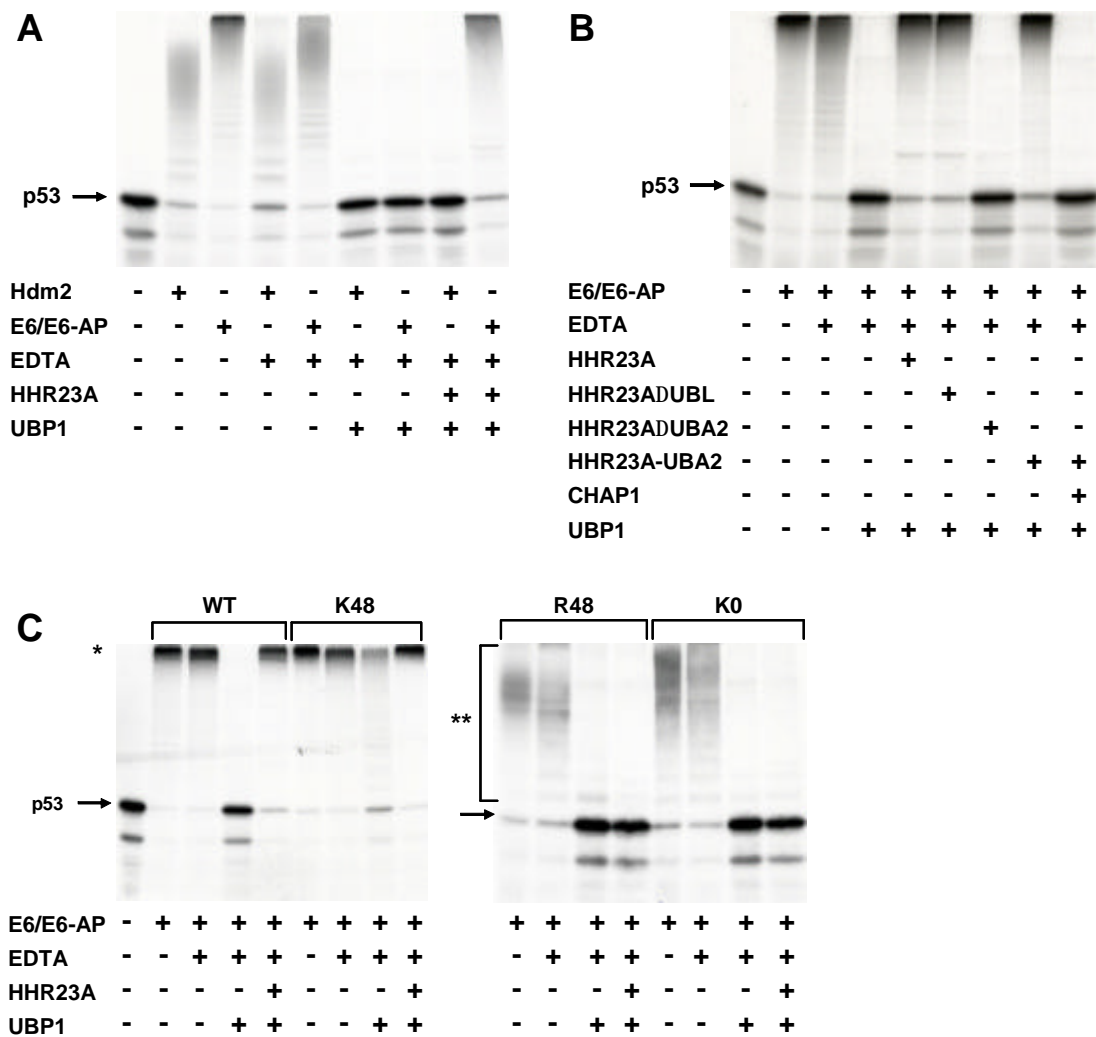 A
p53
Hdm2 - + - + - + - + -
E6/E6-AP - - + - + - + - +
EDTA - - - + + + + + +
HHR23A - - - - - - - + +
UBP1 - - - - - + + + +
B
p53
E6/E6-AP - + + + + + + + +
EDTA - - + + + + + + +
HHR23A - - - - + - - - -
HHR23ADUBL - - - - - + - - -
HHR23ADUBA2 - - - - - - + - -
HHR23A-UBA2 - - - - - - - + +
CHAP1 - - - - - - - - +
UBP1 - - - + + + + + +
C
WT K48
*
p53
E6/E6-AP - + + + + + + + +
EDTA - - + + + - + + +
HHR23A - - - - + - - - +
UBP1 - - - + + - - + +
R48 K0
**
+ + + + + + + +
- + + + - + + +
- - - + - - - +
- - + + - - + +